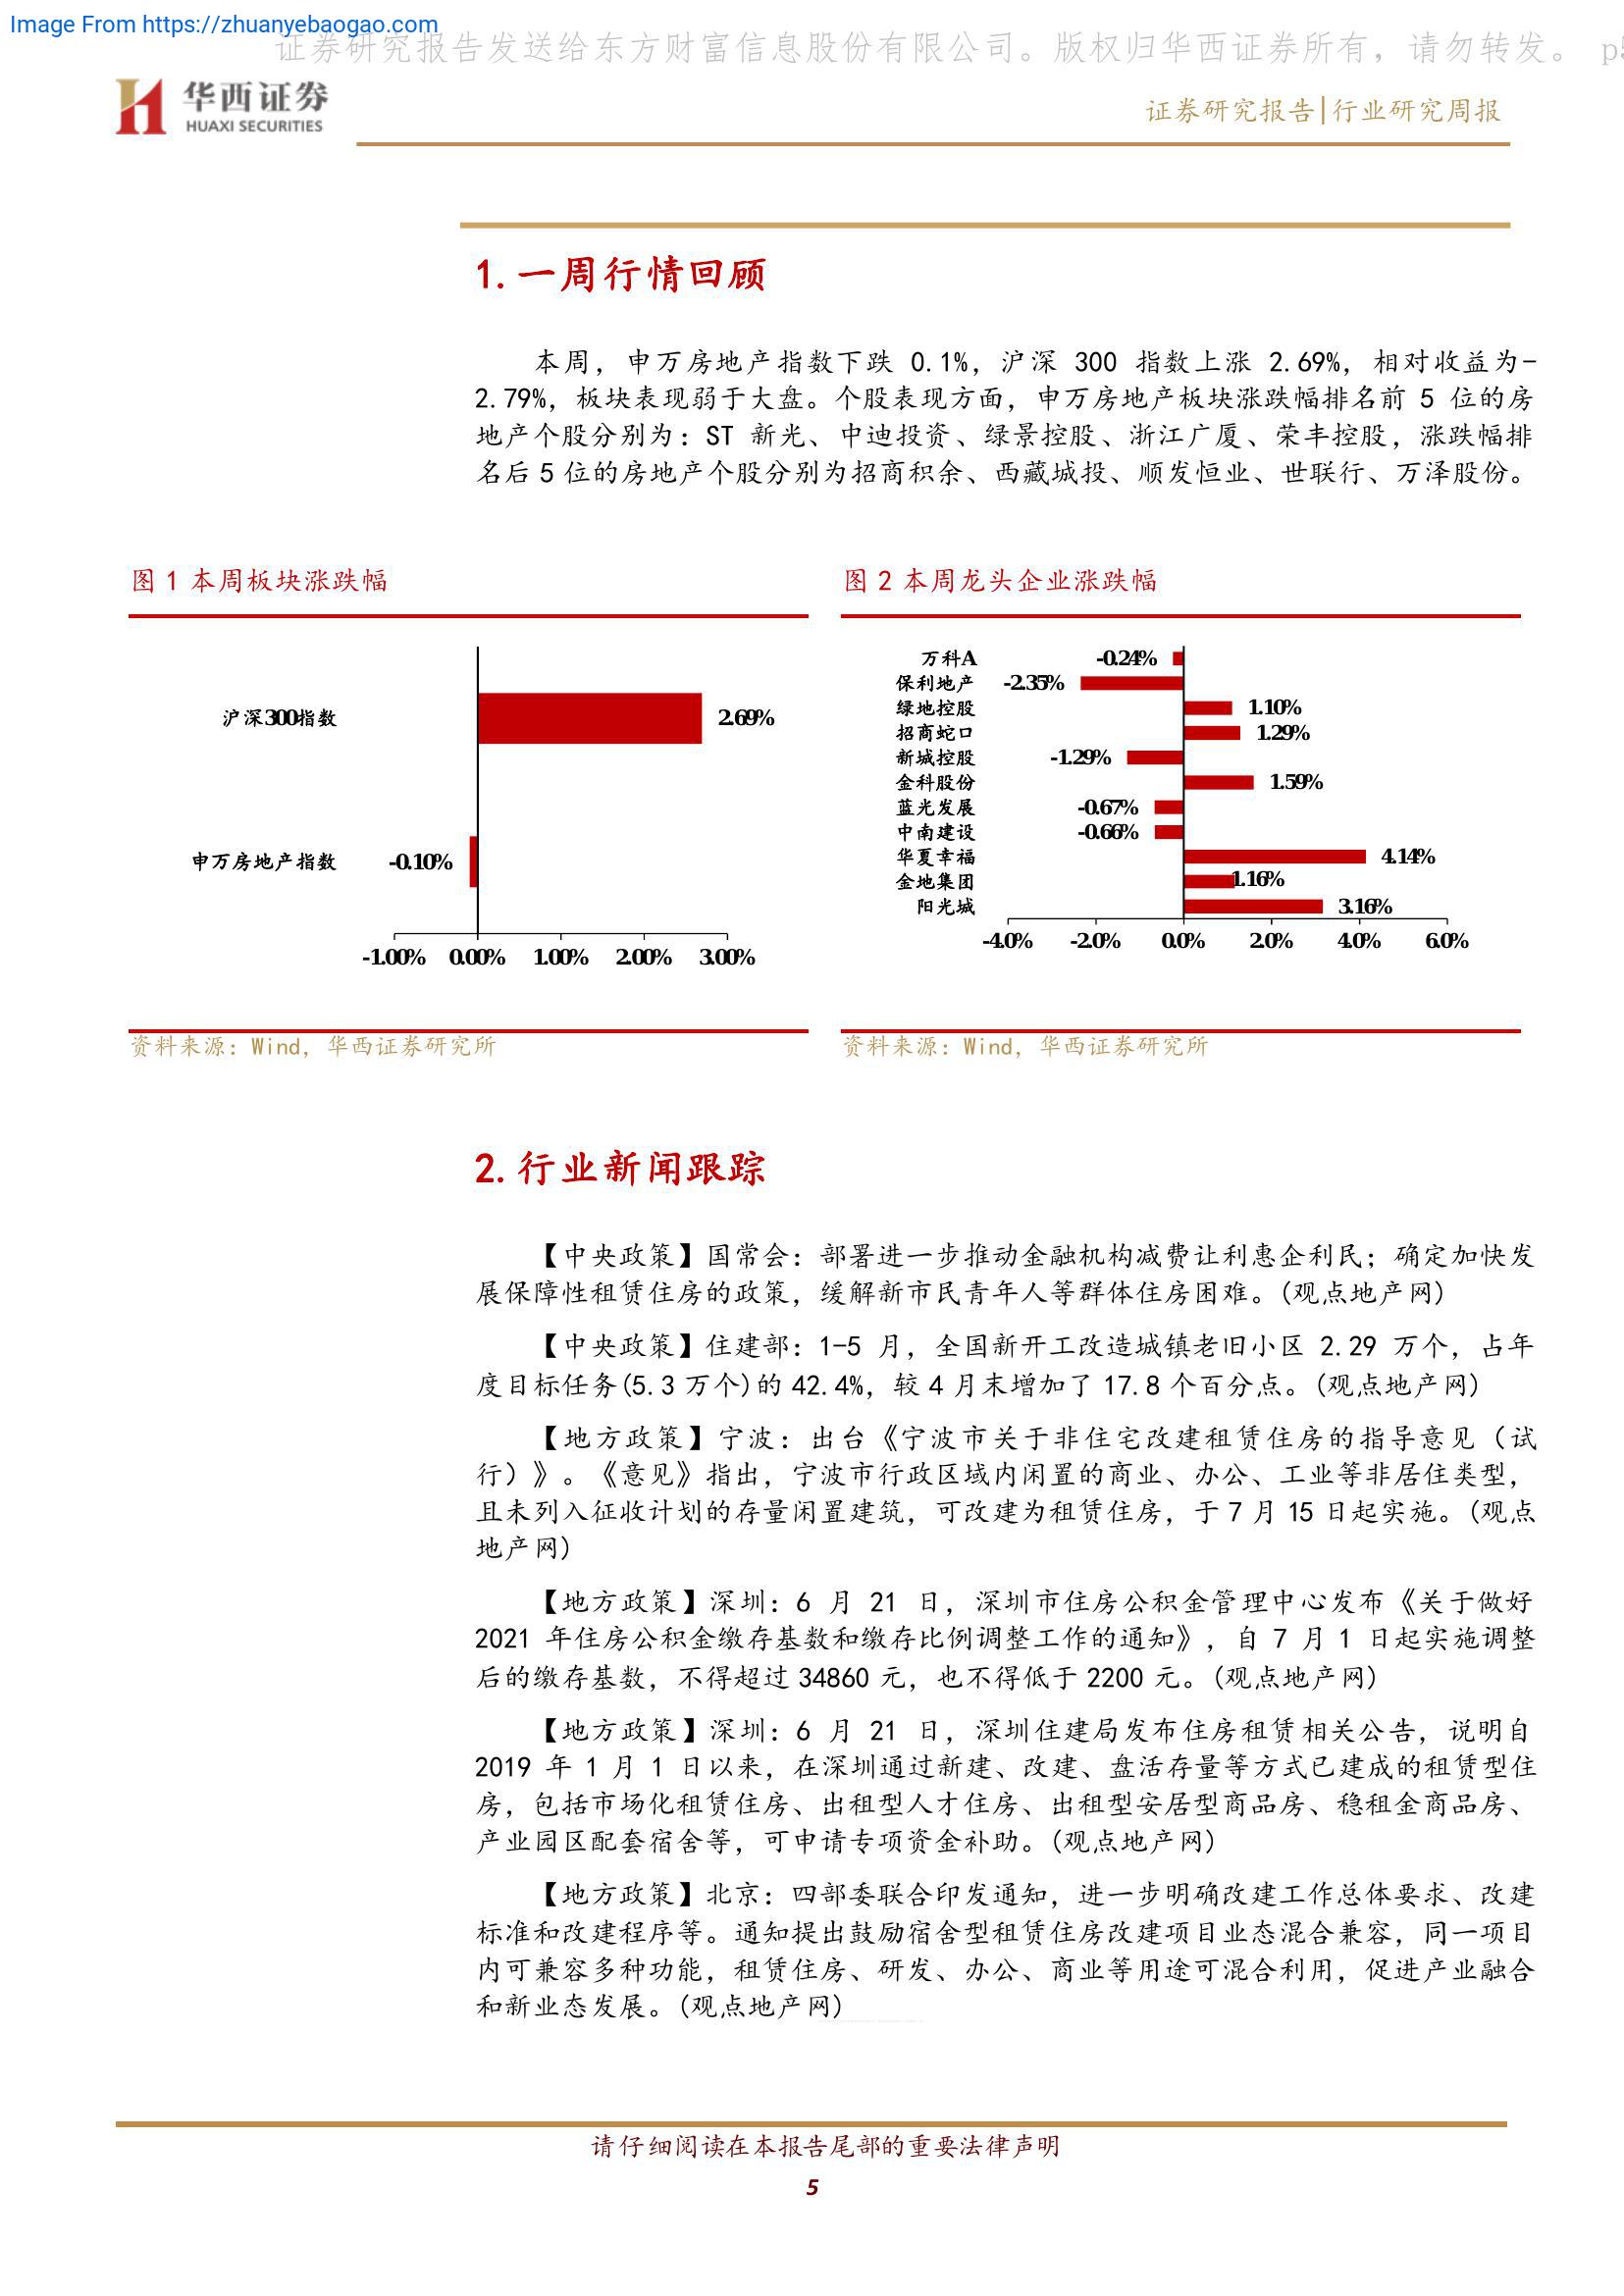 Image From https://zhuanyebaogao.com
证券研究报告发送给东方财富信息股份有限公司。版权归华西证券所有，请勿转发。 p5
华西证券
HUAXI SECURITIES
证券研究报告|行业研究周报
1.一周行情回顾
本周，申万房地产指数下跌 0.1%，沪深 300 指数上涨 2.69%，相对收益为-
2.79%，板块表现弱于大盘。个股表现方面，申万房地产板块涨跌幅排名前 5 位的房
地产个股分别为：ST 新光、中迪投资、绿景控股、浙江广厦、荣丰控股，涨跌幅排
名后 5 位的房地产个股分别为招商积余、西藏城投、顺发恒业、世联行、万泽股份。
图 1 本周板块涨跌幅
沪深300指数 2.69%
申万房地产指数 -0.10%
-1.00% 0.00% 1.00% 2.00% 3.00%
资料来源：Wind，华西证券研究所
图 2 本周龙头企业涨跌幅
万科A -0.24%
保利地产 -2.35%
绿地控股 1.10%
招商蛇口 1.29%
新城控股 -1.29%
金科股份 1.59%
蓝光发展 -0.67%
中南建设 -0.66%
华夏幸福 4.14%
金地集团 1.16%
阳光城 3.16%
-4.0% -2.0% 0.0% 2.0% 4.0% 6.0%
资料来源：Wind，华西证券研究所
2.行业新闻跟踪
【中央政策】国常会：部署进一步推动金融机构减费让利惠企利民；确定加快发
展保障性租赁住房的政策，缓解新市民青年人等群体住房困难。(观点地产网)
【中央政策】住建部：1-5 月，全国新开工改造城镇老旧小区 2.29 万个，占年
度目标任务(5.3 万个)的 42.4%，较 4 月末增加了 17.8 个百分点。(观点地产网)
【地方政策】宁波：出台《宁波市关于非住宅改建租赁住房的指导意见（试
行）》。《意见》指出，宁波市行政区域内闲置的商业、办公、工业等非居住类型，
且未列入征收计划的存量闲置建筑，可改建为租赁住房，于 7 月 15 日起实施。(观点
地产网)
【地方政策】深圳：6 月 21 日，深圳市住房公积金管理中心发布《关于做好
2021 年住房公积金缴存基数和缴存比例调整工作的通知》，自 7 月 1 日起实施调整
后的缴存基数，不得超过 34860 元，也不得低于 2200 元。(观点地产网)
【地方政策】深圳：6 月 21 日，深圳住建局发布住房租赁相关公告，说明自
2019 年 1 月 1 日以来，在深圳通过新建、改建、盘活存量等方式已建成的租赁型住
房，包括市场化租赁住房、出租型人才住房、出租型安居型商品房、稳租金商品房、
产业园区配套宿舍等，可申请专项资金补助。(观点地产网)
【地方政策】北京：四部委联合印发通知，进一步明确改建工作总体要求、改建
标准和改建程序等。通知提出鼓励宿舍型租赁住房改建项目业态混合兼容，同一项目
内可兼容多种功能，租赁住房、研发、办公、商业等用途可混合利用，促进产业融合
和新业态发展。(观点地产网)
请仔细阅读在本报告尾部的重要法律声明
5